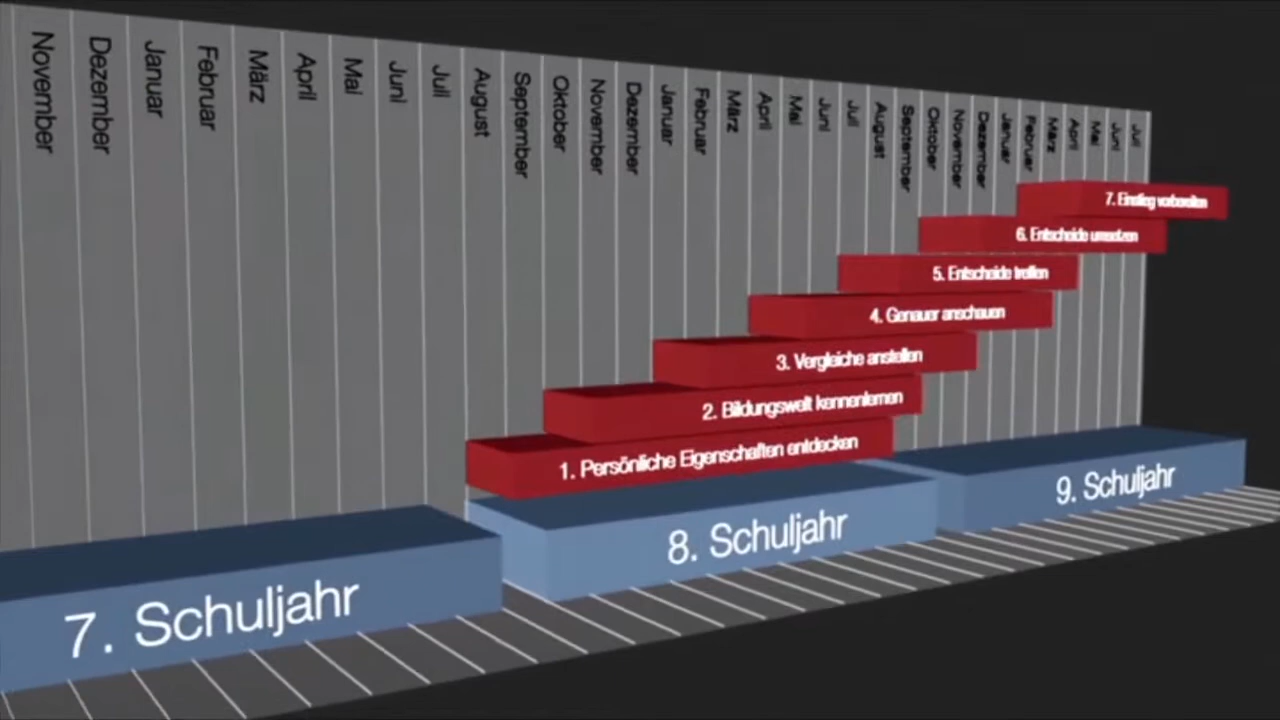 November
Dezember
Januar
Februar
März
April
Mai
Juni
Juli
August
September
Oktober
November
Dezember
Januar
Februar
März
April
Mai
Juni
Juli
August
September
Oktober
November
Dezember
Januar
Februar
März
April
Mai
Juni
Juli
7. Einstieg vorbereiten
6. Entscheide umsetzen
5. Entscheide treffen
4. Genauer anschauen
3. Vergleiche anstellen
2. Bildungswelt kennenlernen
1. Persönliche Eigenschaften entdecken
9. Schuljahr
8. Schuljahr
7. Schuljahr